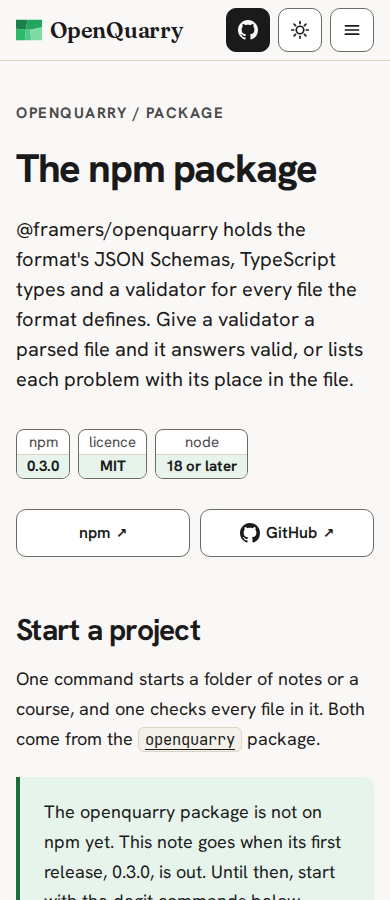 OpenQuarry
OPENQUARRY / PACKAGE
The npm package
@framers/openquarry holds the
format's JSON Schemas, TypeScript
types and a validator for every file the
format defines. Give a validator a
parsed file and it answers valid, or lists
each problem with its place in the file.
npm
0.3.0
licence
MIT
node
18 or later
npm ↗
GitHub ↗
Start a project
One command starts a folder of notes or a
course, and one checks every file in it. Both
come from the openquarry package.
The openquarry package is not on
npm yet. This note goes when its first
release, 0.3.0, is out. Until then, start
with the degit commands below.